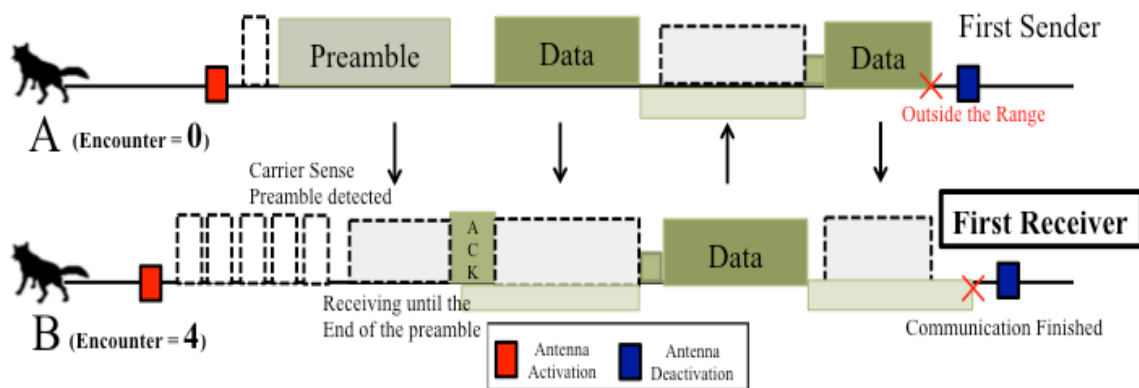 First Sender
Preamble
Data
Data
Outside the Range
A (Encounter = 0)
Carrier Sense
Preamble detected
A
C
K
Data
First Receiver
Receiving until the
End of the preamble
Communication Finished
B (Encounter = 4)
Antenna
Activation
Antenna
Deactivation